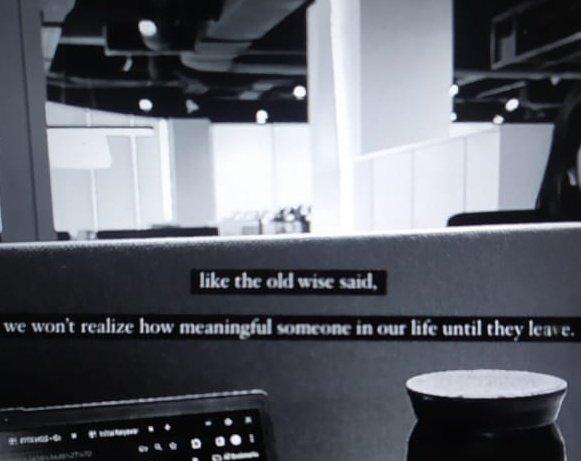 like the old wise said,
we won't realize how meaningful someone in our life until they leave.